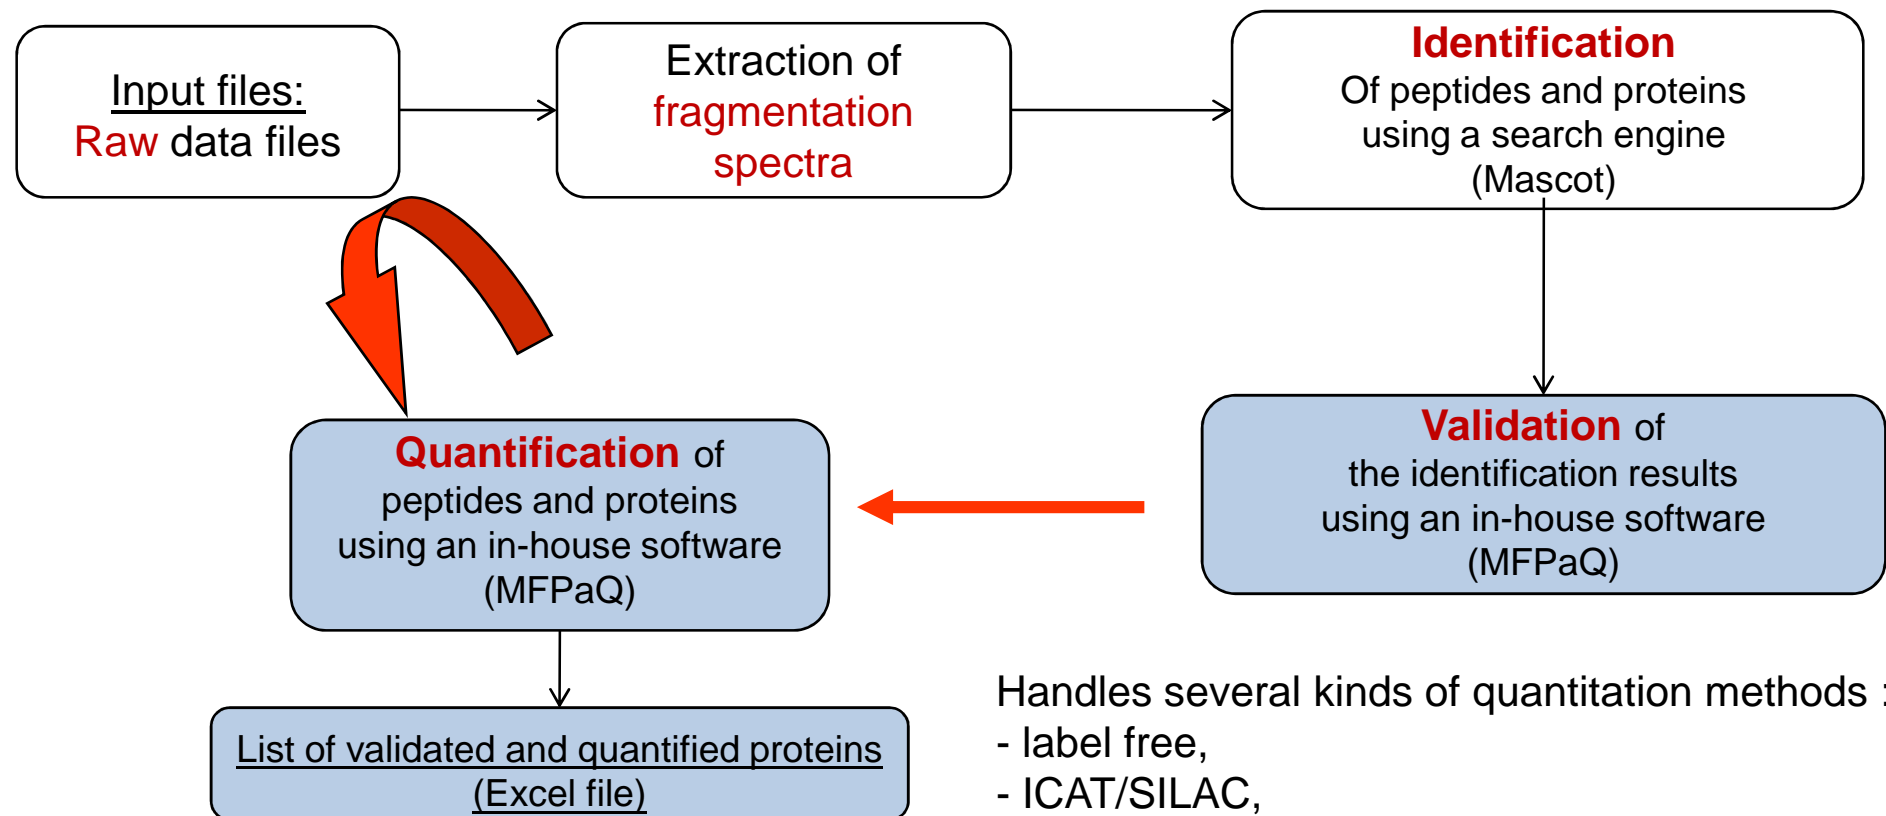 Input files:
Raw data files
Extraction of
fragmentation
spectra
Identification
Of peptides and proteins
using a search engine
(Mascot)
Quantification of
peptides and proteins
using an in-house software
(MFPaQ)
Validation of
the identification results
using an in-house software
(MFPaQ)
List of validated and quantified proteins
(Excel file)
Handles several kinds of quantitation methods :
- label free,
- ICAT/SILAC,